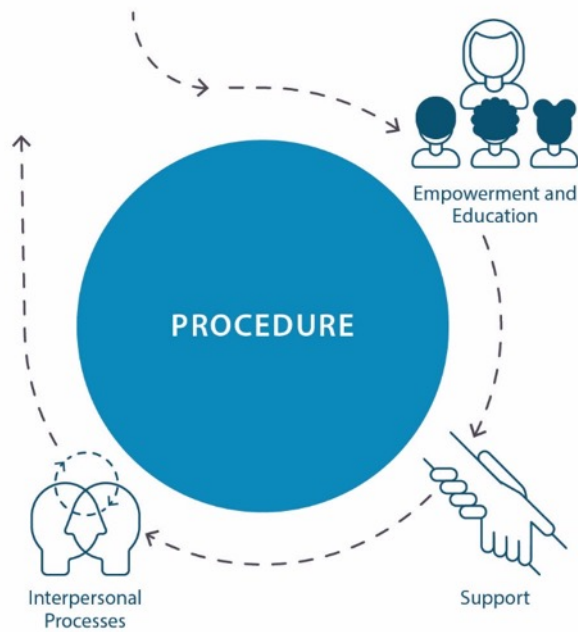 Empowerment and
Education
PROCEDURE
Support
Interpersonal
Processes